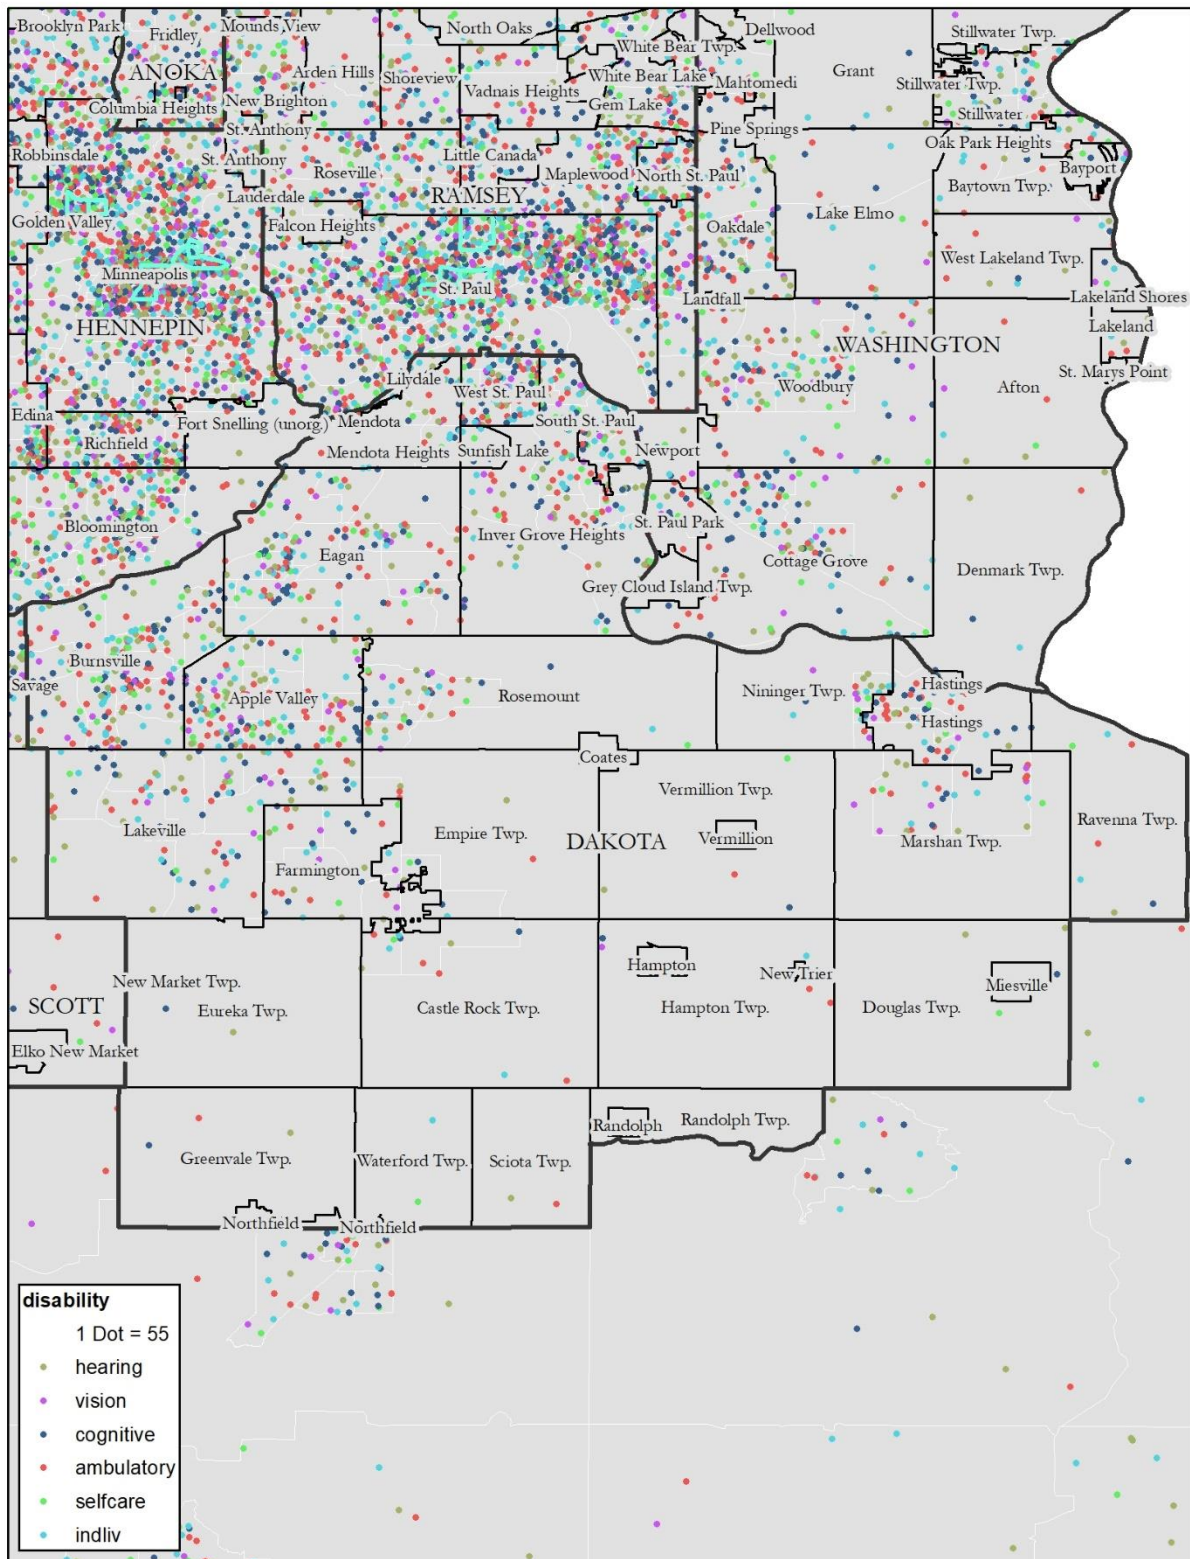 Brooklyn Park
Fridley
Mounds View
North Oaks
Dellwood
Stillwater Twp.
White Bear Twp.
ANOKA
Arden Hills
Shoreview
White Bear Lake
Mahtomedi
Grant
Stillwater Twp.
Columbia Heights
New Brighton
Vadnais Heights
Gem Lake
Stillwater
St. Anthony
Pine Springs
Oak Park Heights
Robbinsdale
St. Anthony
Little Canada
Roseville
Maplewood
North St. Paul
Bayport
Baytown Twp.
Lauderdale
RAMSEY
Golden Valley
Falcon Heights
Lake Elmo
Oakdale
West Lakeland Twp.
Minneapolis
St. Paul
Landfall
Lakeland Shores
HENNEPIN
Lakeland
WASHINGTON
St. Marys Point
Lilydale
West St. Paul
Woodbury
Afton
Edina
Fort Snelling (unorg.)
Mendota
South St. Paul
Richfield
Mendota Heights
Sunfish Lake
Newport
Bloomington
St. Paul Park
Inver Grove Heights
Eagan
Cottage Grove
Denmark Twp.
Grey Cloud Island Twp.
Burnsville
Savage
Apple Valley
Rosemount
Nininger Twp.
Hastings
Hastings
Coates
Vermillion Twp.
Lakeville
Empire Twp.
DAKOTA
Vermillion
Marshan Twp.
Ravenna Twp.
Farmington
Hampton
New Trier
New Market Twp.
Miesville
SCOTT
Eureka Twp.
Castle Rock Twp.
Hampton Twp.
Douglas Twp.
Elko New Market
Randolph
Randolph Twp.
Greenvale Twp.
Waterford Twp.
Sciota Twp.
Northfield
Northfield
disability
1 Dot = 55
hearing
vision
cognitive
ambulatory
selfcare
indliv